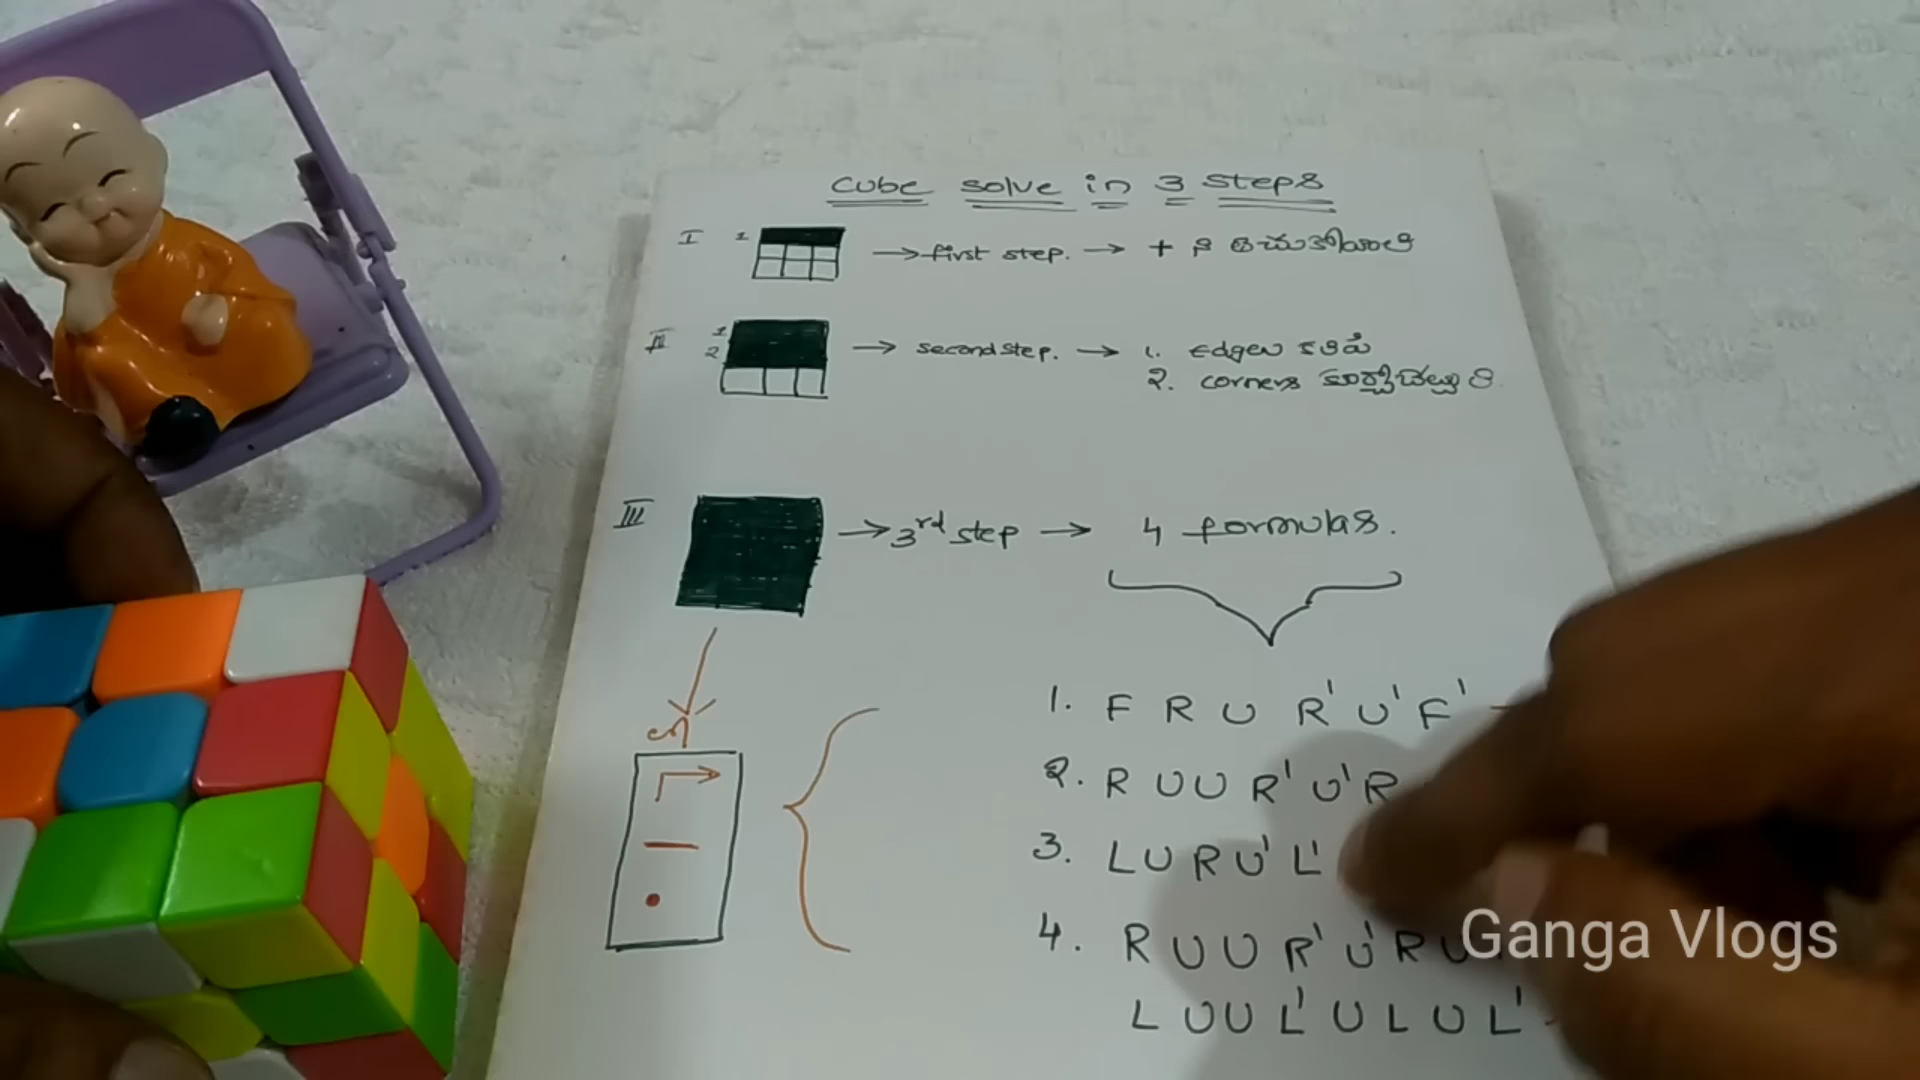 cube solve in 3 steps
I 1 → first step. → + ని
II 1 2 → second step. → 1. Edges కలిపి
2. corners
III → 3rd step → 4 formulas.
1. F R U R' U' F'
2. R U U R' U' R
3. L U R U' L'
4. R U U R' U' R U
L U U L' U L U L'
Ganga Vlogs